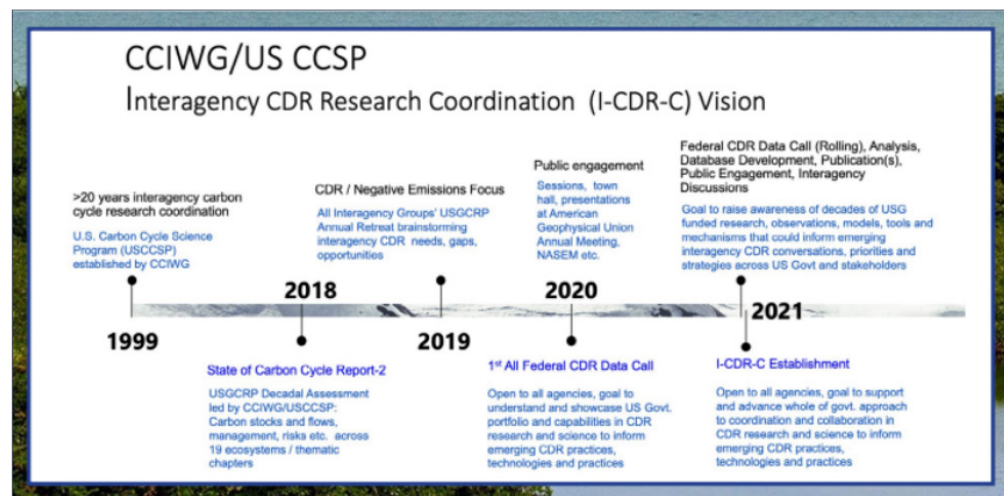 CCIWG/US CCSP
Interagency CDR Research Coordination (I-CDR-C) Vision
>20 years interagency carbon
cycle research coordination
U.S. Carbon Cycle Science
Program (USCCSP)
established by CCIWG
1999
2018
State of Carbon Cycle Report-2
USGCRP Decadal Assessment
led by CCIWG/USCCSP:
Carbon stocks and flows,
management, risks etc. across
19 ecosystems / thematic
chapters
CDR / Negative Emissions Focus
All Interagency Groups' USGCRP
Annual Retreat brainstorming
interagency CDR needs, gaps,
opportunities
2019
Public engagement
Sessions, town
hall, presentations
at American
Geophysical Union
Annual Meeting,
NASEM etc.
2020
1st All Federal CDR Data Call
Open to all agencies, goal to
understand and showcase US Govt.
portfolio and capabilities in CDR
research and science to inform
emerging CDR practices,
technologies and practices
Federal CDR Data Call (Rolling), Analysis,
Database Development, Publication(s),
Public Engagement, Interagency
Discussions
Goal to raise awareness of decades of USG
funded research, observations, models, tools and
mechanisms that could inform emerging
interagency CDR conversations, priorities and
strategies across US Govt and stakeholders
2021
I-CDR-C Establishment
Open to all agencies, goal to support
and advance whole of govt. approach
to coordination and collaboration in
CDR research and science to inform
emerging CDR practices,
technologies and practices